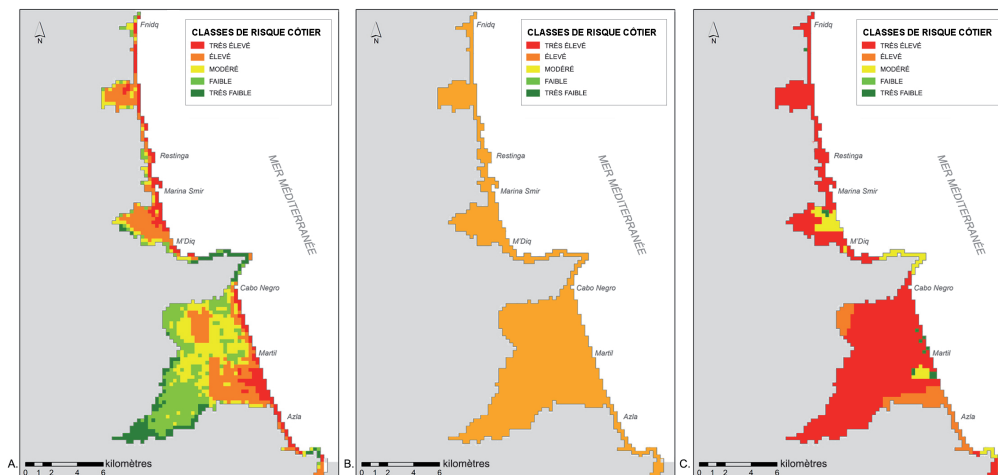 Fnidq
N
CLASSES DE RISQUE CÔTIER
TRÈS ÉLEVÉ
ÉLEVÉ
MODÉRÉ
FAIBLE
TRÈS FAIBLE
Restinga
Marina Smir
MER MÉDITERRANÉE
M'Diq
Cabo Negro
Martil
Azla
A.
kilomètres
0 1 2 4 6
Fnidq
N
CLASSES DE RISQUE CÔTIER
TRÈS ÉLEVÉ
ÉLEVÉ
MODÉRÉ
FAIBLE
TRÈS FAIBLE
Restinga
Marina Smir
MER MÉDITERRANÉE
M'Diq
Cabo Negro
Martil
Azla
B.
kilomètres
0 1 2 4 6
Fnidq
N
CLASSES DE RISQUE CÔTIER
TRÈS ÉLEVÉ
ÉLEVÉ
MODÉRÉ
FAIBLE
TRÈS FAIBLE
Restinga
Marina Smir
MER MÉDITERRANÉE
M'Diq
Cabo Negro
Martil
Azla
C.
kilomètres
0 1 2 4 6